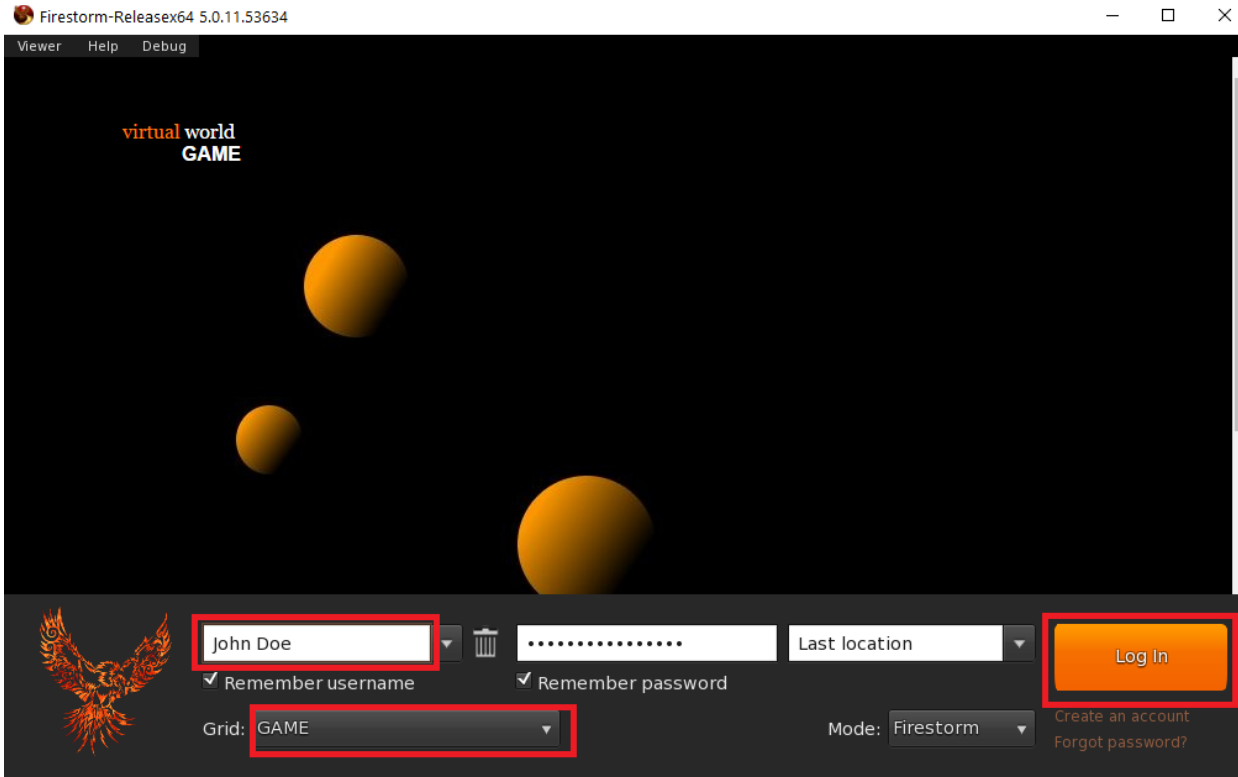 Firestorm-Releasex64 5.0.11.53634
Viewer Help Debug
virtual world
GAME
John Doe
Last location
Log In
Remember username
Remember password
Grid: GAME
Mode: Firestorm
Create an account
Forgot password?